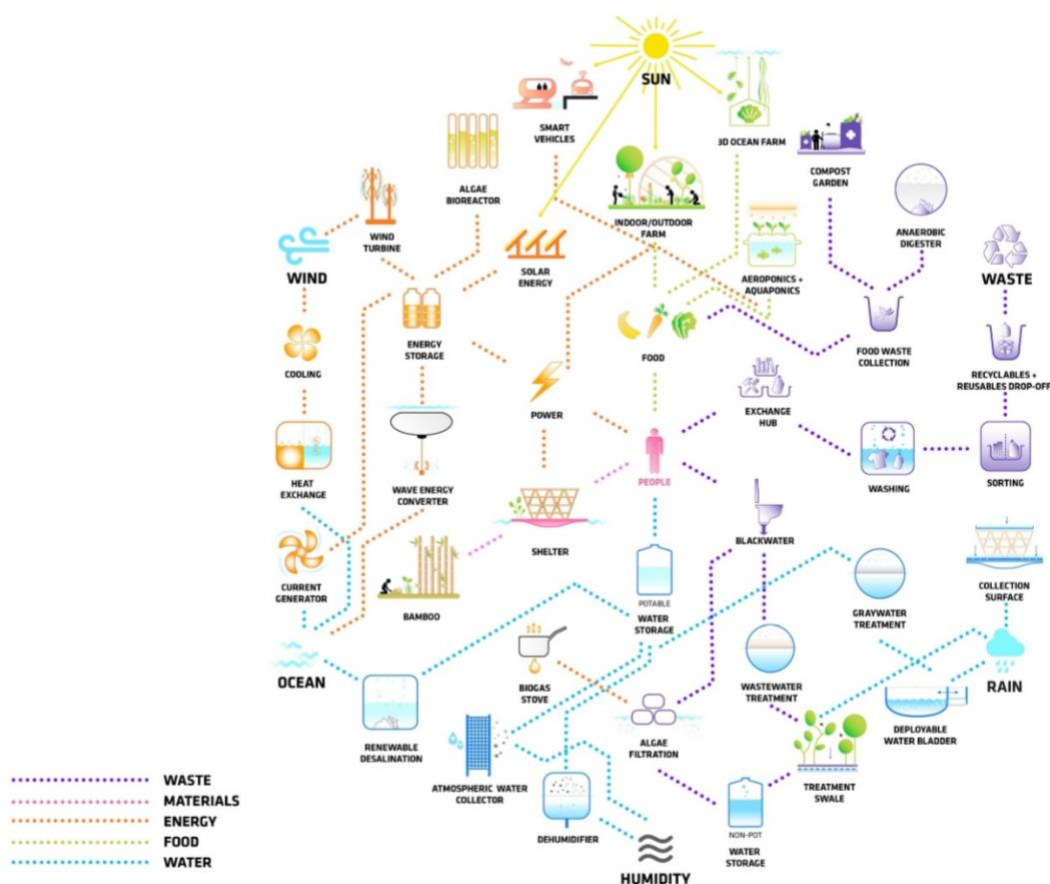 SUN
SMART
VEHICLES
3D OCEAN FARM
COMPOST
GARDEN
ALGAE
BIOREACTOR
INDOOR/OUTDOOR
FARM
ANAEROBIC
DIGESTER
WIND
TURBINE
WIND
SOLAR
ENERGY
AEROPONICS +
AQUAPONICS
WASTE
ENERGY
STORAGE
FOOD
FOOD WASTE
COLLECTION
COOLING
RECYCLABLES +
REUSABLES DROP-OFF
POWER
EXCHANGE
HUB
HEAT
EXCHANGE
WAVE ENERGY
CONVERTER
PEOPLE
WASHING
SORTING
SHELTER
BLACKWATER
CURRENT
GENERATOR
BAMBOO
POTABLE
WATER
STORAGE
GRAYWATER
TREATMENT
COLLECTION
SURFACE
OCEAN
BIOGAS
STOVE
WASTEWATER
TREATMENT
RAIN
RENEWABLE
DESALINATION
ALGAE
FILTRATION
DEPLOYABLE
WATER BLADDER
ATMOSPHERIC WATER
COLLECTOR
TREATMENT
SWALE
DEHUMIDIFIER
NON-POT
WATER
STORAGE
HUMIDITY
WASTE
MATERIALS
ENERGY
FOOD
WATER